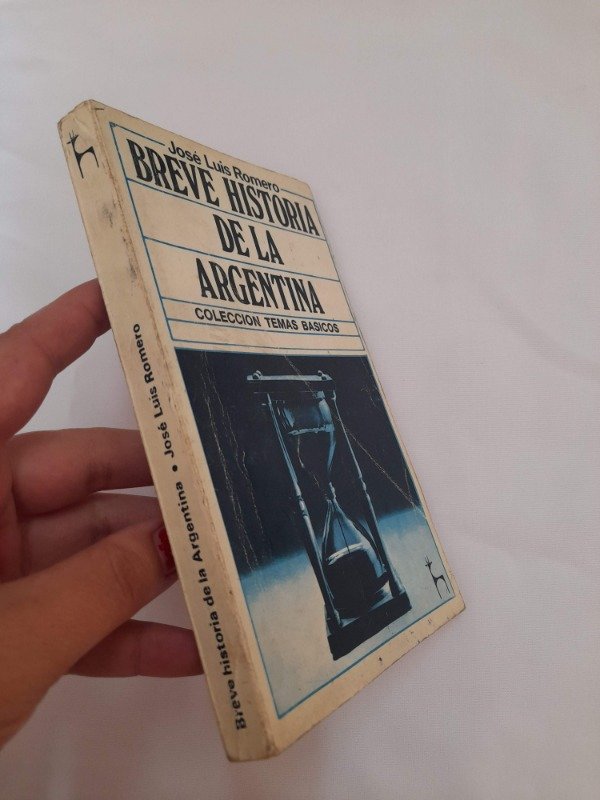 José Luis Romero
BREVE HISTORIA
DE LA
ARGENTINA
COLECCION TEMAS BASICOS
Breve historia de la Argentina • José Luis Romero